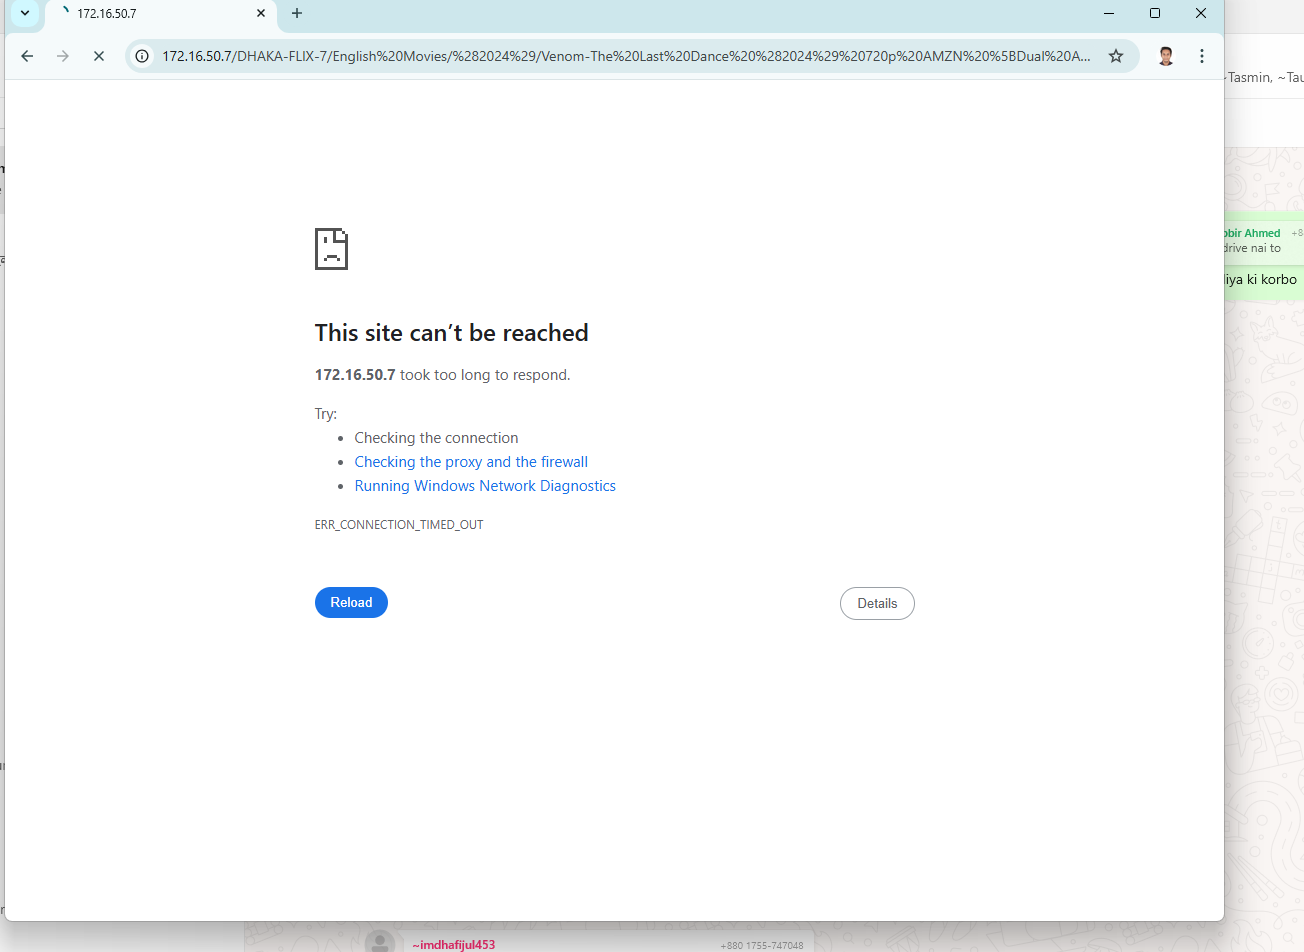 172.16.50.7
172.16.50.7/DHAKA-FLIX-7/English%20Movies/%282024%29/Venom-The%20Last%20Dance%20%282024%29%20720p%20AMZN%20%5BDual%20A...
~Tasmin, ~Tau
This site can’t be reached
172.16.50.7 took too long to respond.
Try:
Checking the connection
Checking the proxy and the firewall
Running Windows Network Diagnostics
ERR_CONNECTION_TIMED_OUT
Reload
Details
obir Ahmed +8
drive nai to
iya ki korbo
~imdhafijul453
+880 1755-747048